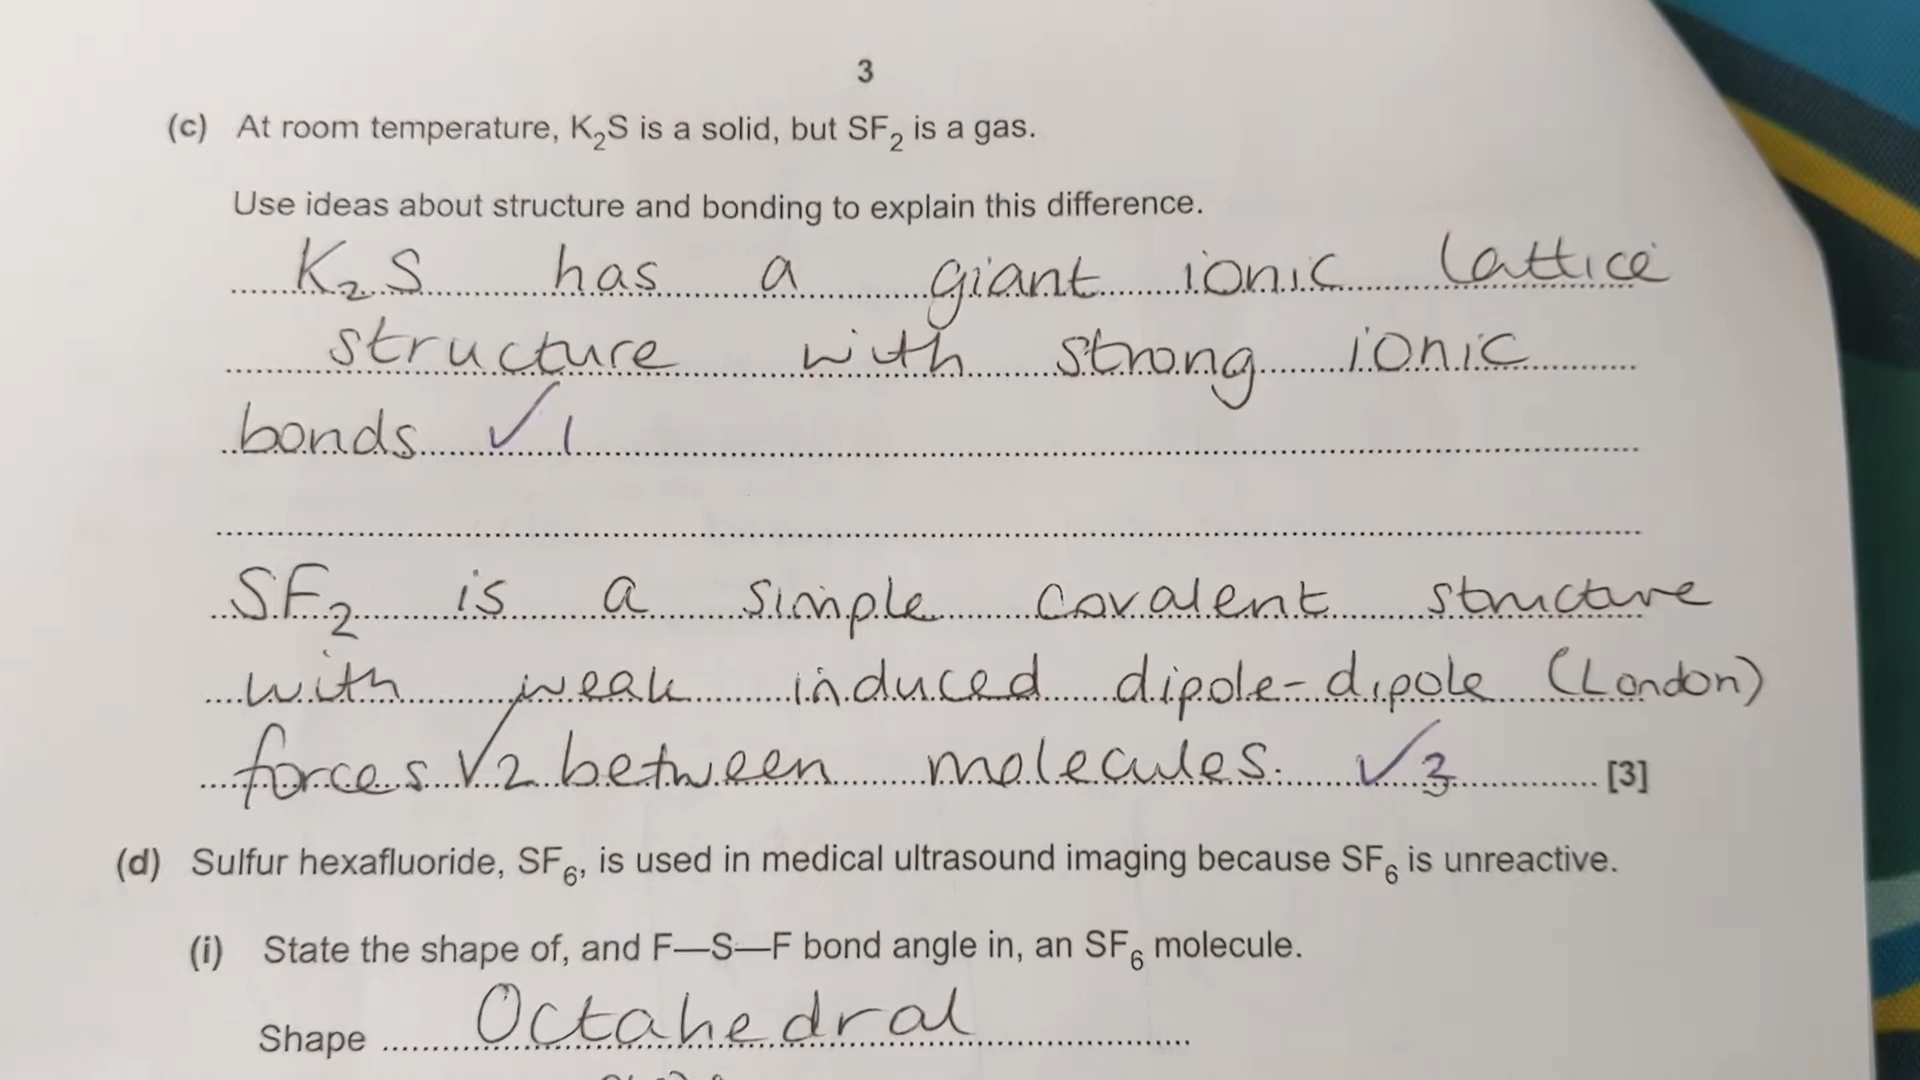 3
(c) At room temperature, K₂S is a solid, but SF₂ is a gas.
Use ideas about structure and bonding to explain this difference.
K₂S has a giant ionic lattice
structure with strong ionic
bonds ✓1
SF₂ is a simple covalent structure
with weak induced dipole-dipole (London)
forces ✓2 between molecules. ✓3 [3]
(d) Sulfur hexafluoride, SF₆, is used in medical ultrasound imaging because SF₆ is unreactive.
(i) State the shape of, and F—S—F bond angle in, an SF₆ molecule.
Shape Octahedral